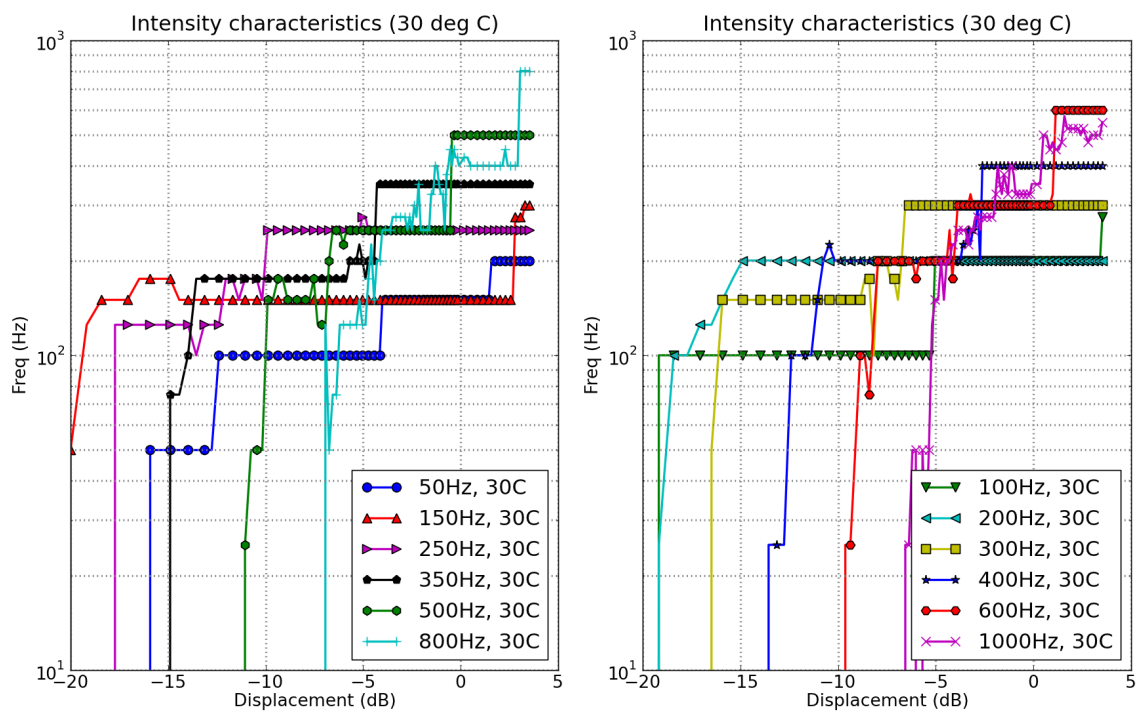 Intensity characteristics (30 deg C)
10³
10²
10¹
Freq (Hz)
−20 −15 −10 −5 0 5
Displacement (dB)
50Hz, 30C
150Hz, 30C
250Hz, 30C
350Hz, 30C
500Hz, 30C
800Hz, 30C
Intensity characteristics (30 deg C)
10³
10²
10¹
Freq (Hz)
−20 −15 −10 −5 0 5
Displacement (dB)
100Hz, 30C
200Hz, 30C
300Hz, 30C
400Hz, 30C
600Hz, 30C
1000Hz, 30C